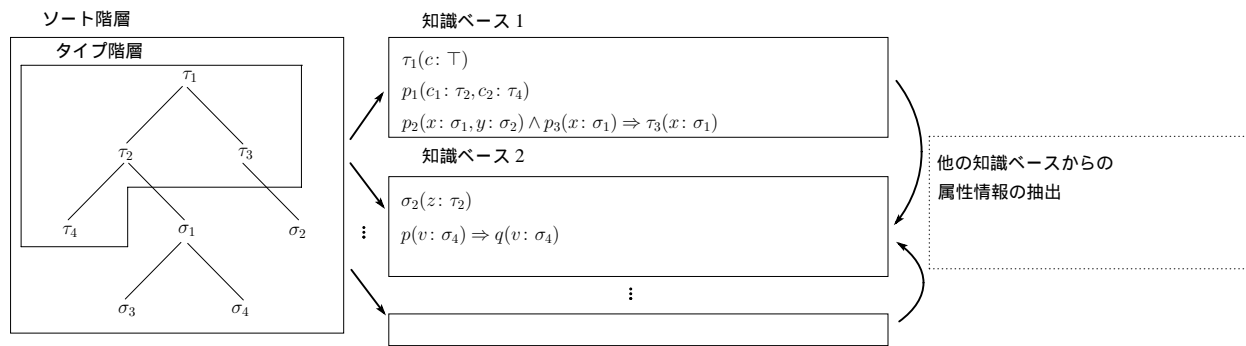 ソート階層
タイプ階層
τ₁
τ₂
τ₃
τ₄
σ₁
σ₂
σ₃
σ₄
知識ベース 1
τ₁(c: ⊤)
p₁(c₁: τ₂, c₂: τ₄)
p₂(x: σ₁, y: σ₂) ∧ p₃(x: σ₁) ⇒ τ₃(x: σ₁)
知識ベース 2
σ₂(z: τ₂)
p(v: σ₄) ⇒ q(v: σ₄)
他の知識ベースからの
属性情報の抽出